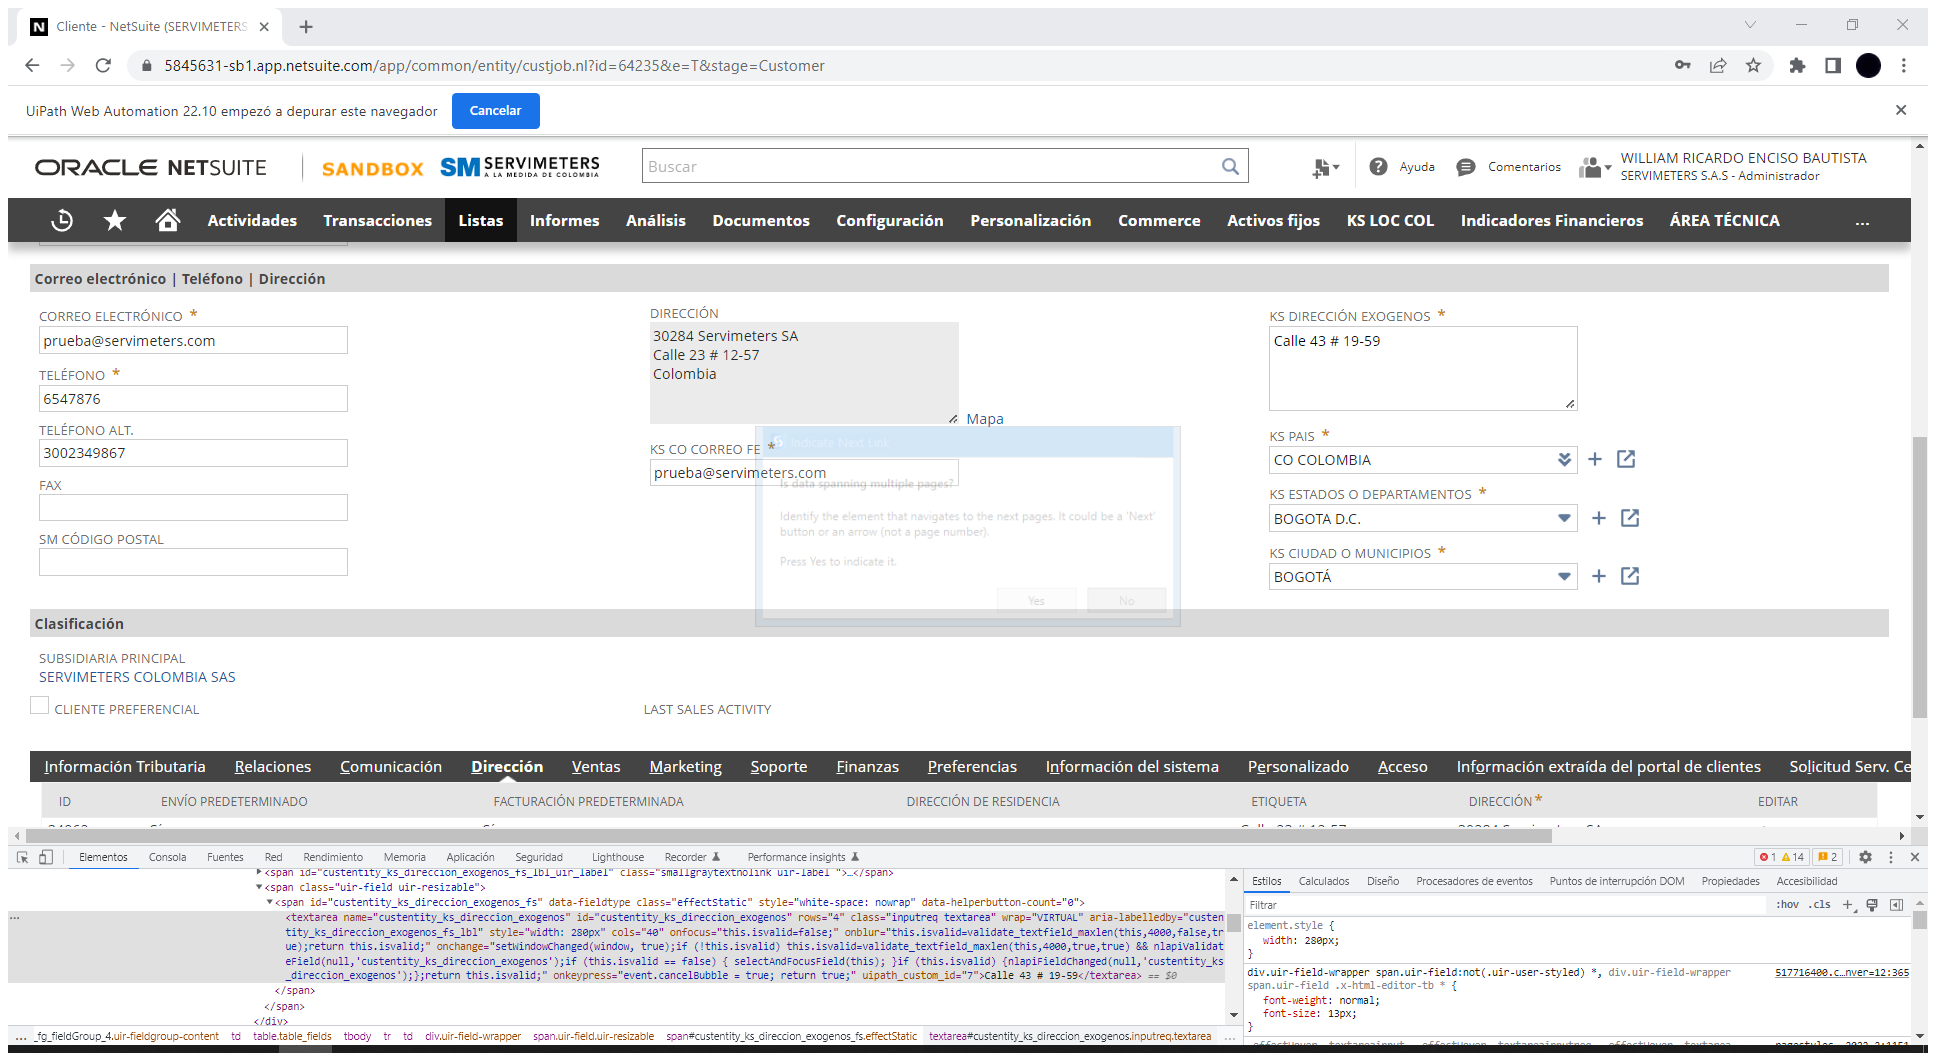 Cliente - NetSuite (SERVIMETERS
5845631-sb1.app.netsuite.com/app/common/entity/custjob.nl?id=64235&e=T&stage=Customer
UiPath Web Automation 22.10 empezó a depurar este navegador
Cancelar
ORACLE NETSUITE
SANDBOX
SM SERVIMETERS
A LA MEDIDA DE COLOMBIA
Buscar
Ayuda
Comentarios
WILLIAM RICARDO ENCISO BAUTISTA
SERVIMETERS S.A.S - Administrador
Actividades Transacciones Listas Informes Análisis Documentos Configuración Personalización Commerce Activos fijos KS LOC COL Indicadores Financieros ÁREA TÉCNICA ...
Correo electrónico | Teléfono | Dirección
CORREO ELECTRÓNICO *
prueba@servimeters.com
TELÉFONO *
6547876
TELÉFONO ALT.
3002349867
FAX
SM CÓDIGO POSTAL
DIRECCIÓN
30284 Servimeters SA
Calle 23 # 12-57
Colombia
Mapa
KS CO CORREO FE *
prueba@servimeters.com
KS DIRECCIÓN EXOGENOS *
Calle 43 # 19-59
KS PAIS *
CO COLOMBIA
KS ESTADOS O DEPARTAMENTOS *
BOGOTA D.C.
KS CIUDAD O MUNICIPIOS *
BOGOTÁ
Indicate Next Link
Is data spanning multiple pages?
Identify the element that navigates to the next pages. It could be a 'Next'
button or an arrow (not a page number).
Press Yes to indicate it.
Yes
No
Clasificación
SUBSIDIARIA PRINCIPAL
SERVIMETERS COLOMBIA SAS
CLIENTE PREFERENCIAL
LAST SALES ACTIVITY
Información Tributaria Relaciones Comunicación Dirección Ventas Marketing Soporte Finanzas Preferencias Información del sistema Personalizado Acceso Información extraída del portal de clientes Solicitud Serv. Ce
ID ENVÍO PREDETERMINADO FACTURACIÓN PREDETERMINADA DIRECCIÓN DE RESIDENCIA ETIQUETA DIRECCIÓN * EDITAR
Elementos Consola Fuentes Red Rendimiento Memoria Aplicación Seguridad Lighthouse Recorder Performance insights
1 14 2
<span id="custentity_ks_direccion_exogenos_fs_lbl_uir_label" class="smallgraytextnolink uir-label ">…</span>
<span class="uir-field uir-resizable">
<span id="custentity_ks_direccion_exogenos_fs" data-fieldtype class="effectStatic" style="white-space: nowrap" data-helperbutton-count="0">
<textarea name="custentity_ks_direccion_exogenos" id="custentity_ks_direccion_exogenos" rows="4" class="inputreq textarea" wrap="VIRTUAL" aria-labelledby="custen
tity_ks_direccion_exogenos_fs_lbl" style="width: 280px" cols="40" onfocus="this.isvalid=false;" onblur="this.isvalid=validate_textfield_maxlen(this,4000,false,tr
ue);return this.isvalid;" onchange="setWindowChanged(window, true);if (!this.isvalid) this.isvalid=validate_textfield_maxlen(this,4000,true,true) && nlapiValidat
eField(null,'custentity_ks_direccion_exogenos');if (this.isvalid == false) { selectAndFocusField(this); }if (this.isvalid) {nlapiFieldChanged(null,'custentity_ks
_direccion_exogenos');};return this.isvalid;" onkeypress="event.cancelBubble = true; return true;" uipath_custom_id="7">Calle 43 # 19-59</textarea> == $0
</span>
</span>
</div>
... _fg_fieldGroup_4.uir-fieldgroup-content td table.table_fields tbody tr td div.uir-field-wrapper span.uir-field.uir-resizable span#custentity_ks_direccion_exogenos_fs.effectStatic textarea#custentity_ks_direccion_exogenos.inputreq.textarea ...
Estilos Calculados Diseño Procesadores de eventos Puntos de interrupción DOM Propiedades Accesibilidad
Filtrar
:hov .cls +
element.style {
width: 280px;
}
div.uir-field-wrapper span.uir-field:not(.uir-user-styled) *, div.uir-field-wrapper
517716400.c…nver=12:365
span.uir-field .x-html-editor-tb * {
font-weight: normal;
font-size: 13px;
}